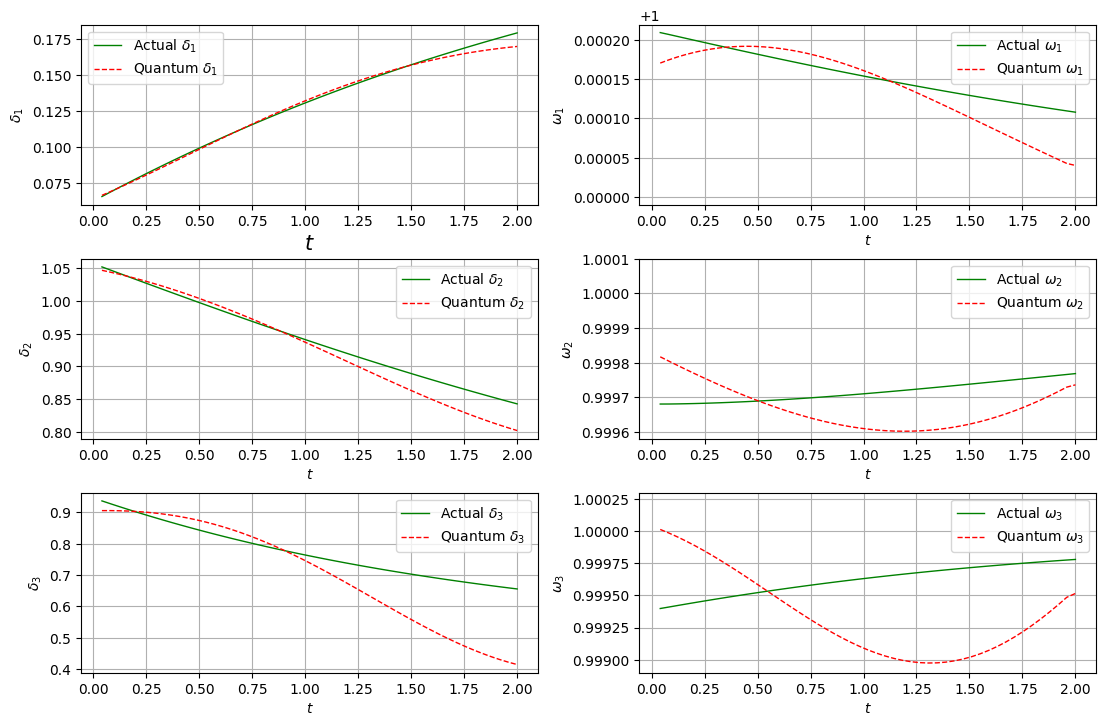 Actual δ1
Quantum δ1
δ1
0.175
0.150
0.125
0.100
0.075
0.00 0.25 0.50 0.75 1.00 1.25 1.50 1.75 2.00
t
+1
Actual ω1
Quantum ω1
ω1
0.00020
0.00015
0.00010
0.00005
0.00000
0.00 0.25 0.50 0.75 1.00 1.25 1.50 1.75 2.00
t
Actual δ2
Quantum δ2
δ2
1.05
1.00
0.95
0.90
0.85
0.80
0.00 0.25 0.50 0.75 1.00 1.25 1.50 1.75 2.00
t
Actual ω2
Quantum ω2
ω2
1.0001
1.0000
0.9999
0.9998
0.9997
0.9996
0.00 0.25 0.50 0.75 1.00 1.25 1.50 1.75 2.00
t
Actual δ3
Quantum δ3
δ3
0.9
0.8
0.7
0.6
0.5
0.4
0.00 0.25 0.50 0.75 1.00 1.25 1.50 1.75 2.00
t
Actual ω3
Quantum ω3
ω3
1.00025
1.00000
0.99975
0.99950
0.99925
0.99900
0.00 0.25 0.50 0.75 1.00 1.25 1.50 1.75 2.00
t